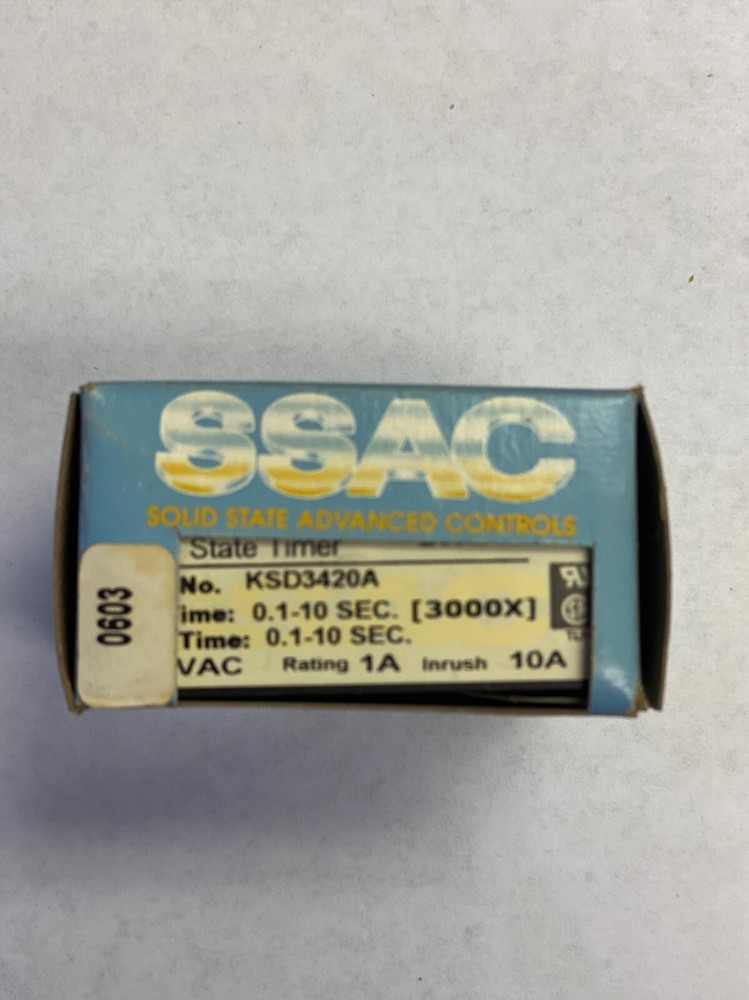 SSAC
SOLID STATE ADVANCED CONTROLS
State Timer
No. KSD3420A
ime: 0.1-10 SEC. [3000X]
Time: 0.1-10 SEC.
VAC Rating 1A Inrush 10A
0603